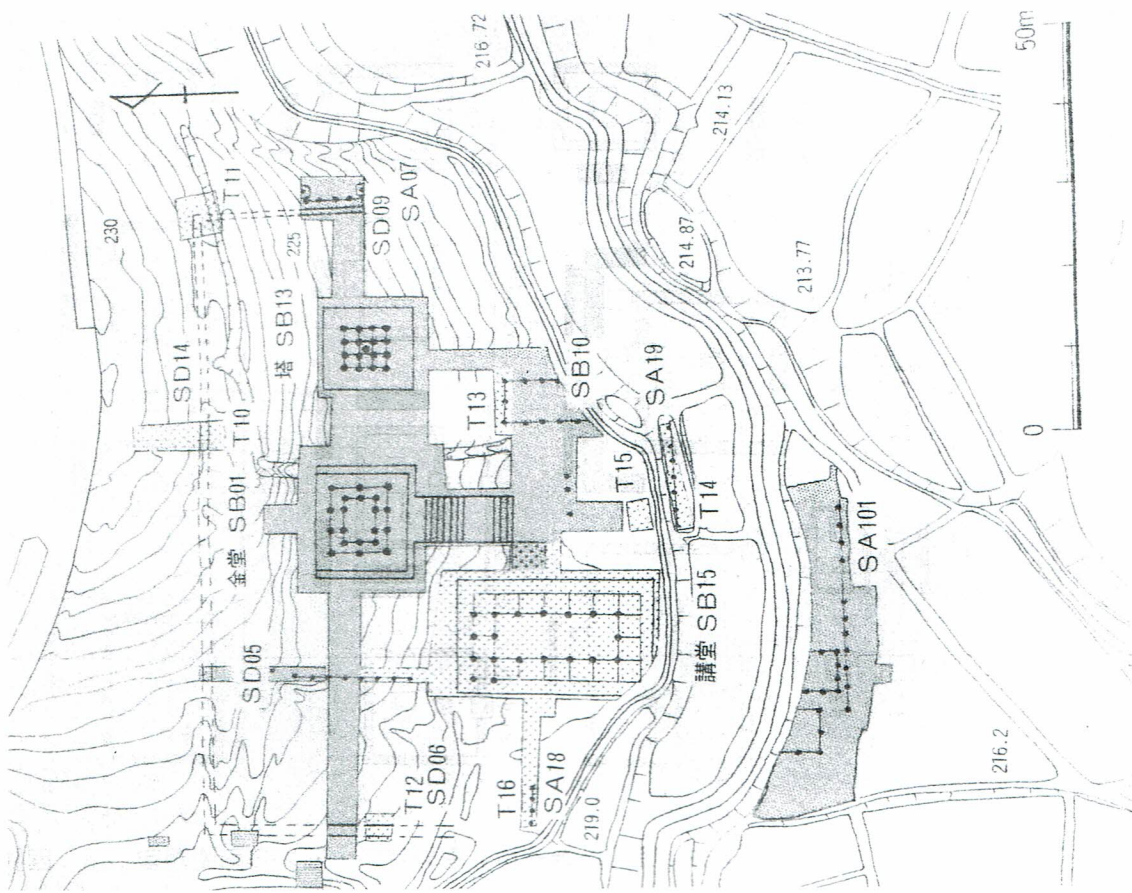 230
216.72
T11
SD14
225
SD09
SA07
塔 SB13
214.13
T10
金堂 SB01
T13
SB10
214.87
213.77
SA19
T15
T14
SD05
講堂 SB15
SA101
T12
SD06
T16
SA18
219.0
216.2
0
50m